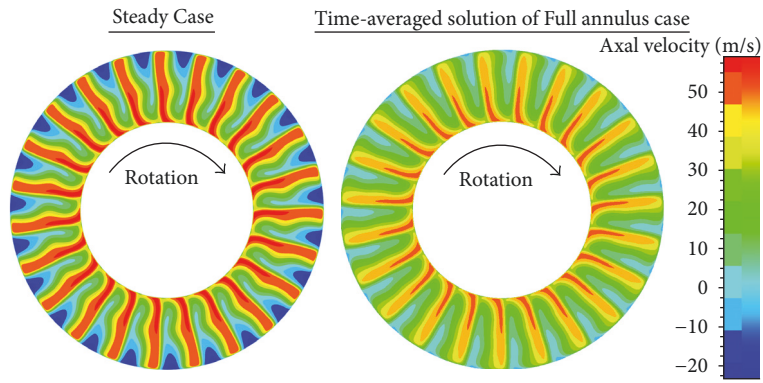 Steady Case
Time-averaged solution of Full annulus case
Axal velocity (m/s)
Rotation
Rotation
50
40
30
20
10
0
−10
−20